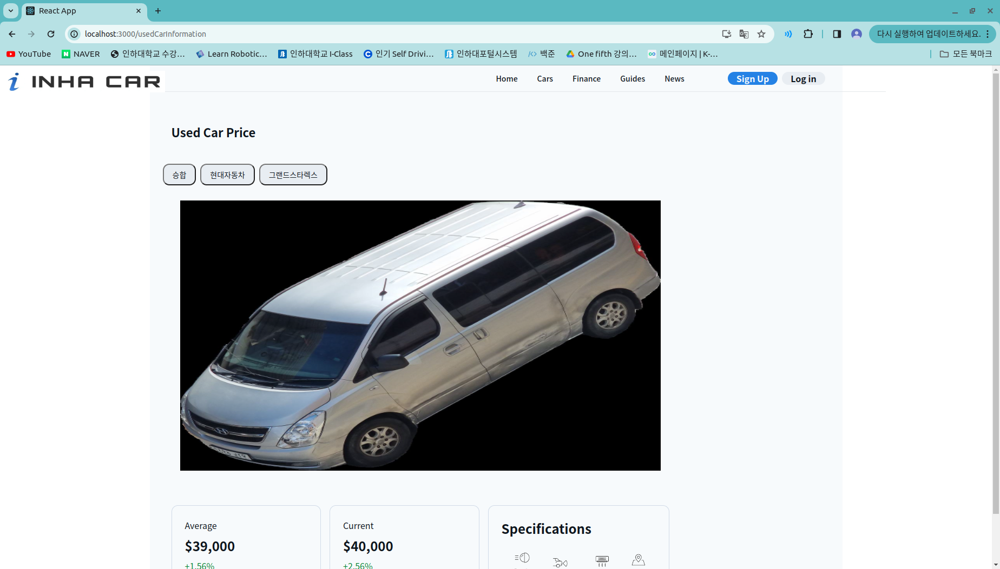 React App
localhost:3000/usedCarInformation
다시 실행하여 업데이트하세요.
YouTube
NAVER
인하대학교 수강...
Learn Robotic...
인하대학교 I-Class
인기 Self Drivi...
인하대포털시스템
백준
One fifth 강의...
메인페이지 | K-...
모든 북마크
i INHA CAR
Home
Cars
Finance
Guides
News
Sign Up
Log in
Used Car Price
승합
현대자동차
그랜드스타렉스
Average
$39,000
+1.56%
Current
$40,000
+2.56%
Specifications